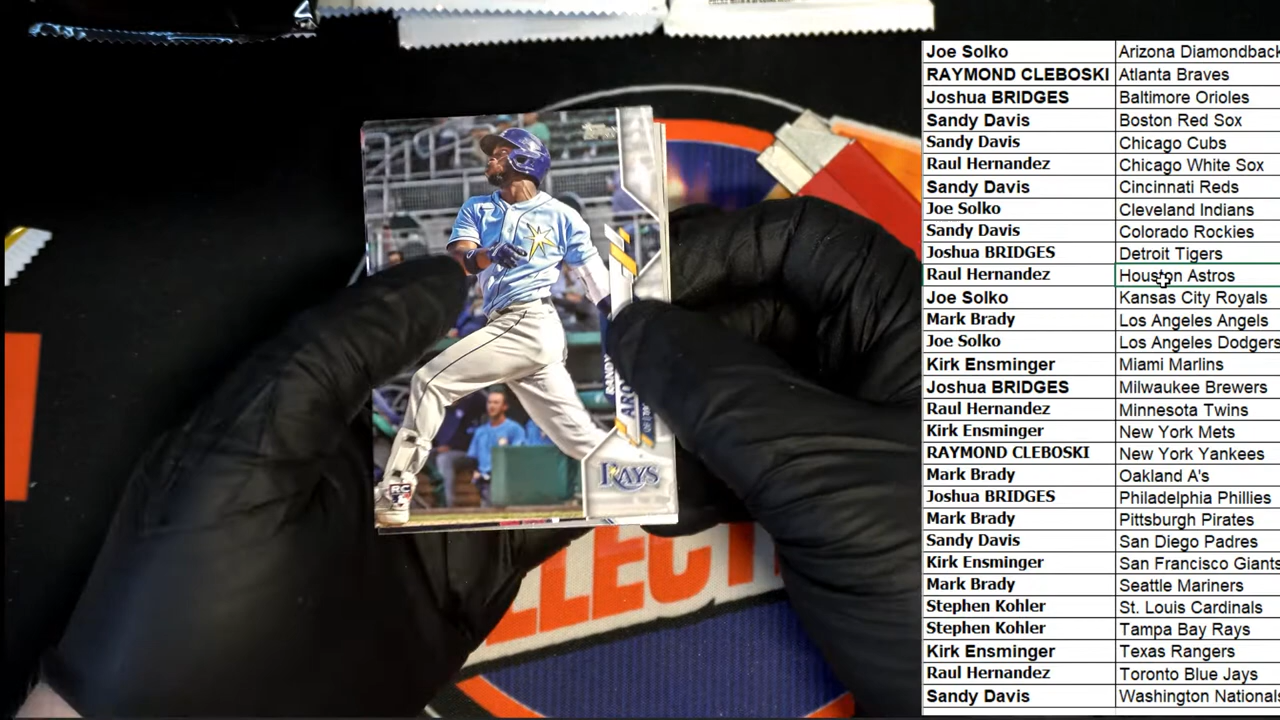 Topps
RANDY
ARO
RAYS
RC
LLECTI
Joe Solko Arizona Diamondback
RAYMOND CLEBOSKI Atlanta Braves
Joshua BRIDGES Baltimore Orioles
Sandy Davis Boston Red Sox
Sandy Davis Chicago Cubs
Raul Hernandez Chicago White Sox
Sandy Davis Cincinnati Reds
Joe Solko Cleveland Indians
Sandy Davis Colorado Rockies
Joshua BRIDGES Detroit Tigers
Raul Hernandez Houston Astros
Joe Solko Kansas City Royals
Mark Brady Los Angeles Angels
Joe Solko Los Angeles Dodgers
Kirk Ensminger Miami Marlins
Joshua BRIDGES Milwaukee Brewers
Raul Hernandez Minnesota Twins
Kirk Ensminger New York Mets
RAYMOND CLEBOSKI New York Yankees
Mark Brady Oakland A's
Joshua BRIDGES Philadelphia Phillies
Mark Brady Pittsburgh Pirates
Sandy Davis San Diego Padres
Kirk Ensminger San Francisco Giants
Mark Brady Seattle Mariners
Stephen Kohler St. Louis Cardinals
Stephen Kohler Tampa Bay Rays
Kirk Ensminger Texas Rangers
Raul Hernandez Toronto Blue Jays
Sandy Davis Washington Nationals